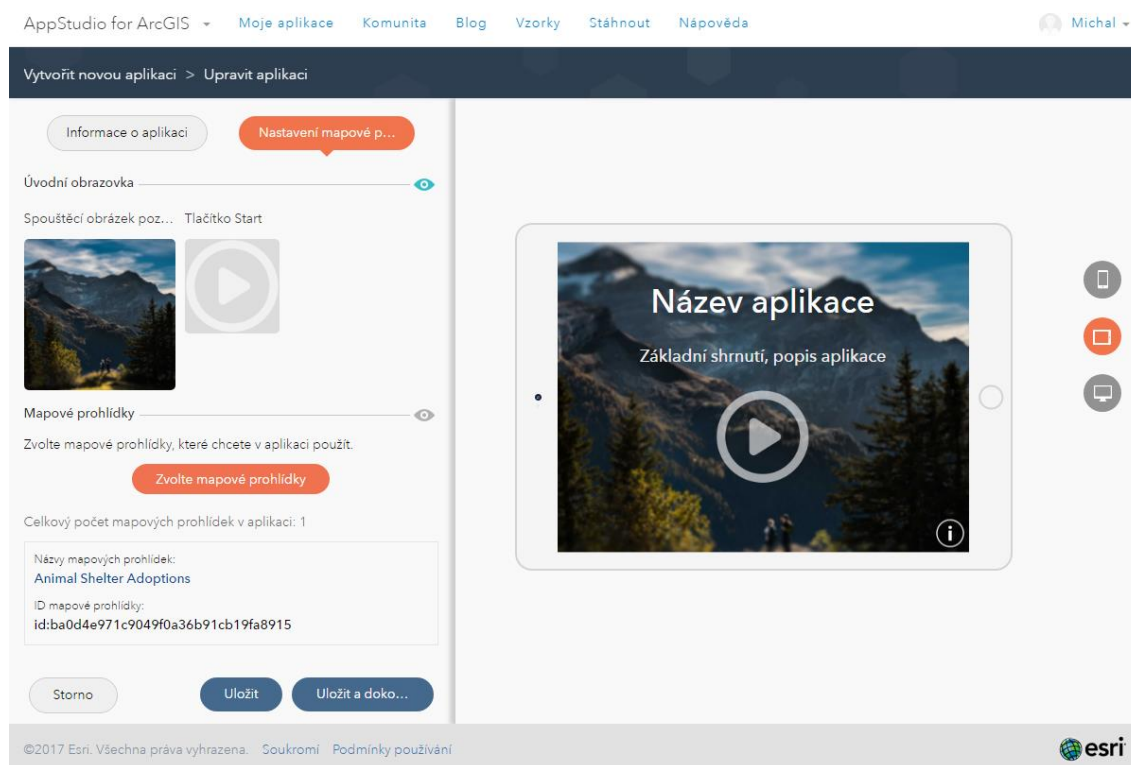 AppStudio for ArcGIS Moje aplikace Komunita Blog Vzorky Stáhnout Nápověda Michal
Vytvořit novou aplikaci > Upravit aplikaci
Informace o aplikaci Nastavení mapové p...
Úvodní obrazovka
Spouštěcí obrázek poz... Tlačítko Start
Mapové prohlídky
Zvolte mapové prohlídky, které chcete v aplikaci použít.
Zvolte mapové prohlídky
Celkový počet mapových prohlídek v aplikaci: 1
Názvy mapových prohlídek:
Animal Shelter Adoptions
ID mapové prohlídky:
id:ba0d4e971c9049f0a36b91cb19fa8915
Storno Uložit Uložit a doko...
Název aplikace
Základní shrnutí, popis aplikace
©2017 Esri. Všechna práva vyhrazena. Soukromí Podmínky používání
esri